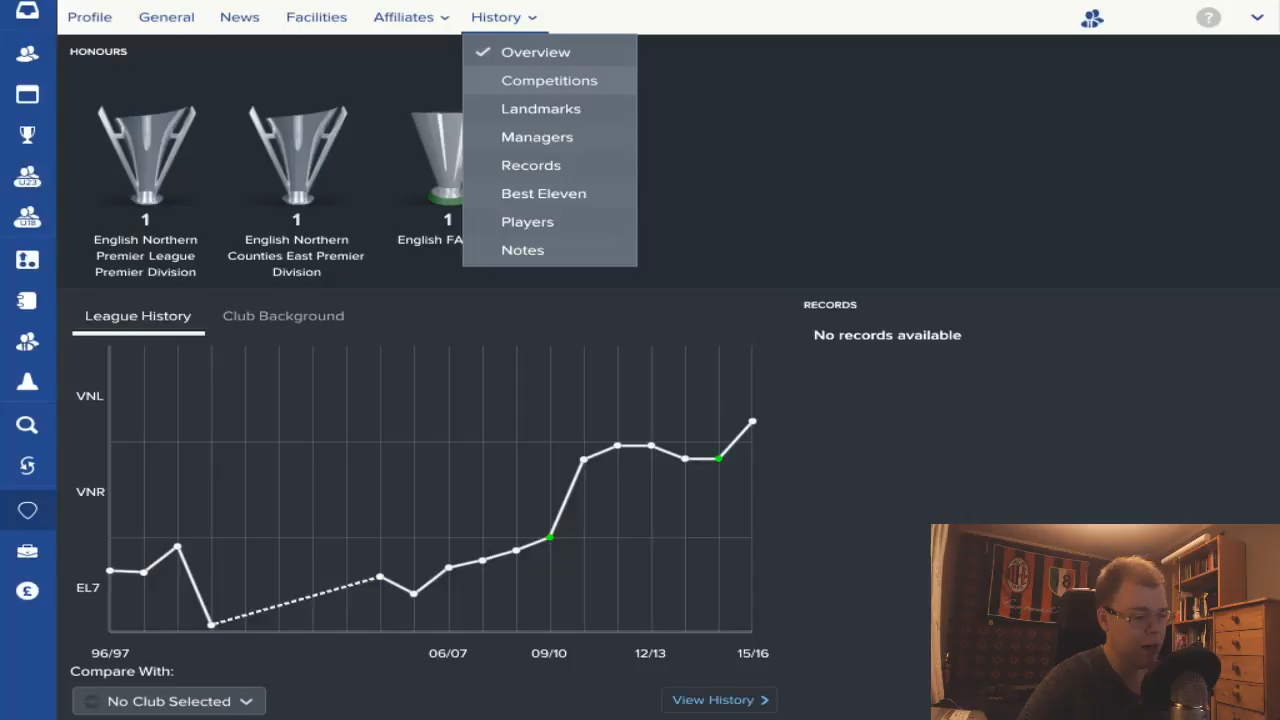 Profile
General
News
Facilities
Affiliates
History
?
HONOURS
Overview
Competitions
Landmarks
Managers
Records
Best Eleven
Players
Notes
U23
U18
£
1
English Northern
Premier League
Premier Division
1
English Northern
Counties East Premier
Division
1
English FA
League History
Club Background
RECORDS
No records available
VNL
VNR
EL7
96/97
06/07
09/10
12/13
15/16
Compare With:
No Club Selected
View History